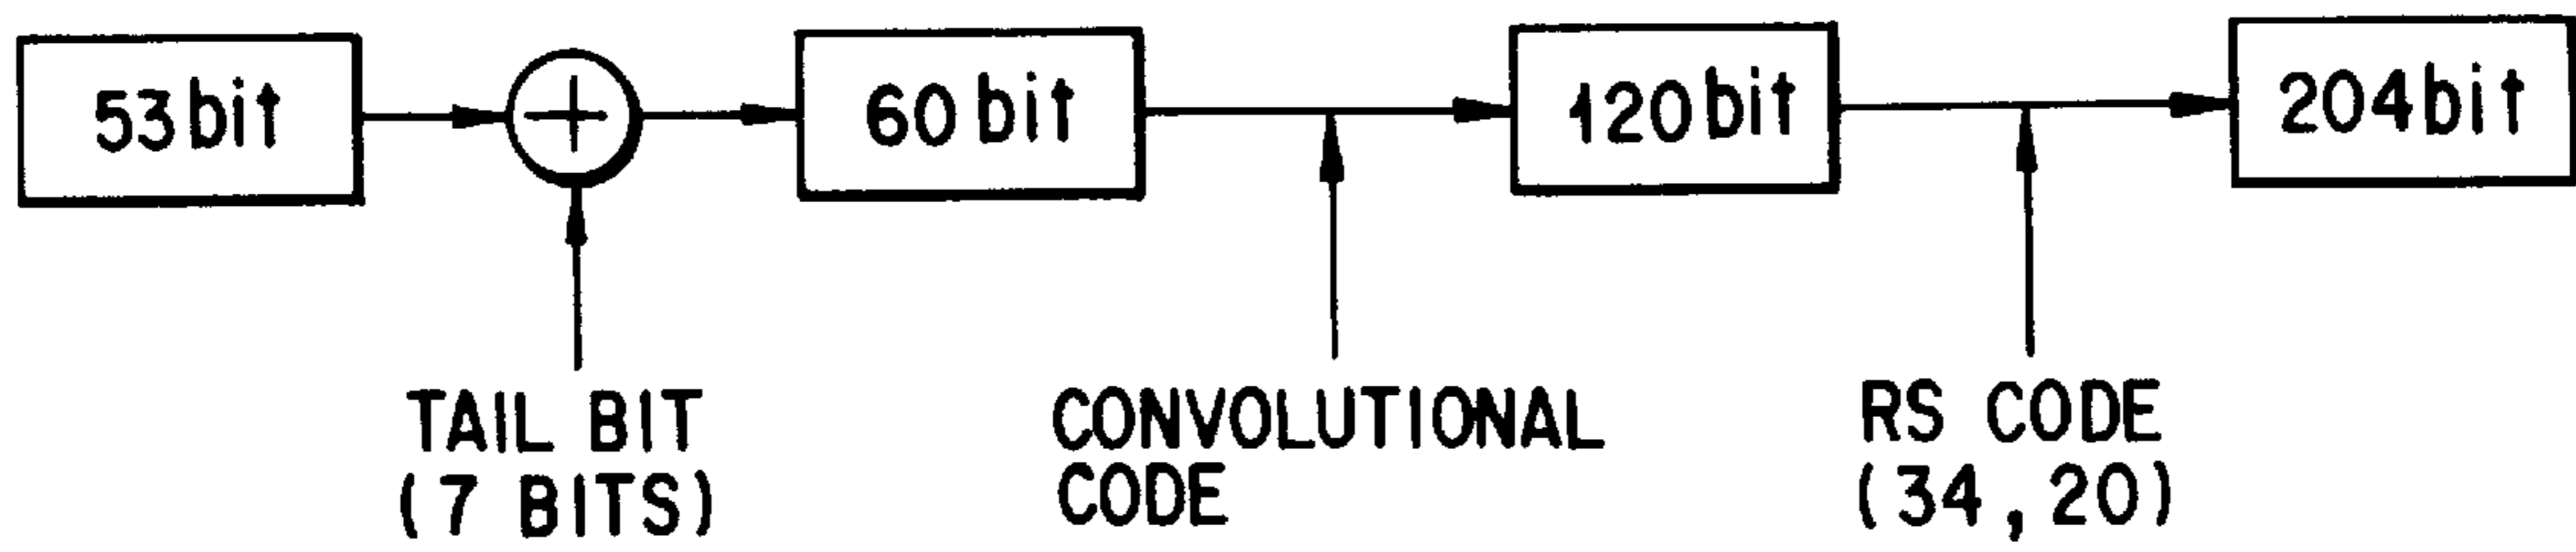 53bit
60bit
120bit
204bit
TAIL BIT
(7 BITS)
CONVOLUTIONAL
CODE
RS CODE
(34,20)